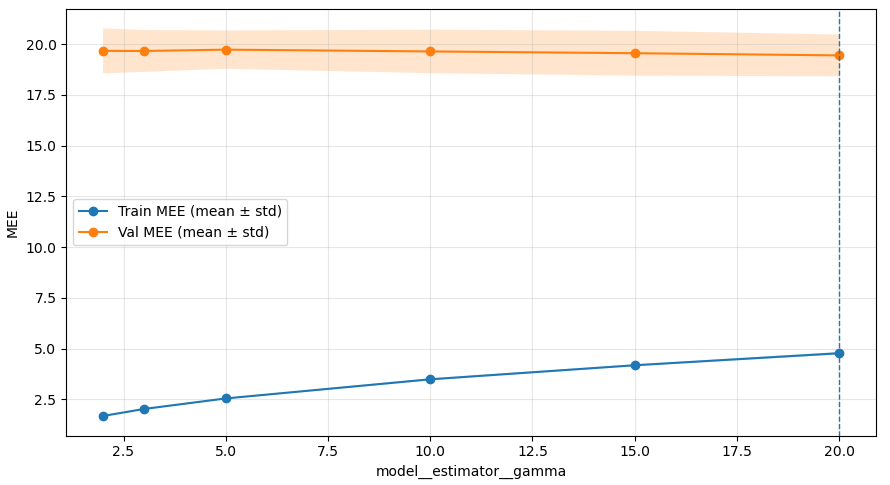 20.0
17.5
15.0
12.5
10.0
7.5
5.0
2.5
MEE
Train MEE (mean ± std)
Val MEE (mean ± std)
2.5 5.0 7.5 10.0 12.5 15.0 17.5 20.0
model__estimator__gamma